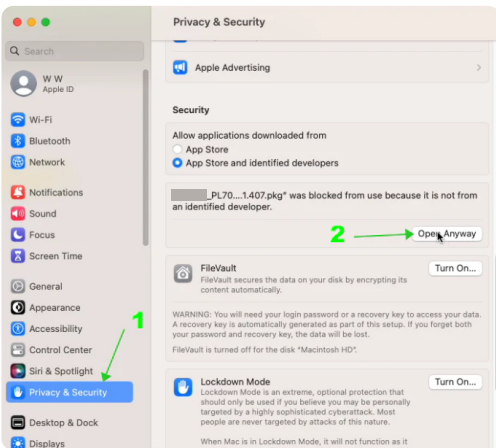 Privacy & Security
Search
W W
Apple ID
Wi-Fi
Bluetooth
Network
Notifications
Sound
Focus
Screen Time
General
Appearance
Accessibility
Control Center
Siri & Spotlight
Privacy & Security
Desktop & Dock
Displays
1
Apple Advertising
Security
Allow applications downloaded from
App Store
App Store and identified developers
_PL70....1.407.pkg" was blocked from use because it is not from
an identified developer.
2
Open Anyway
FileVault
Turn On...
FileVault secures the data on your disk by encrypting its
content automatically.
WARNING: You will need your login password or a recovery key to access your data.
A recovery key is automatically generated as part of this setup. If you forget both
your password and recovery key, the data will be lost.
FileVault is turned off for the disk "Macintosh HD".
Lockdown Mode
Turn On...
Lockdown Mode is an extreme, optional protection that
should only be used if you believe you may be personally
targeted by a highly sophisticated cyberattack. Most
people are never targeted by attacks of this nature.
When Mac is in Lockdown Mode, it will not function as it